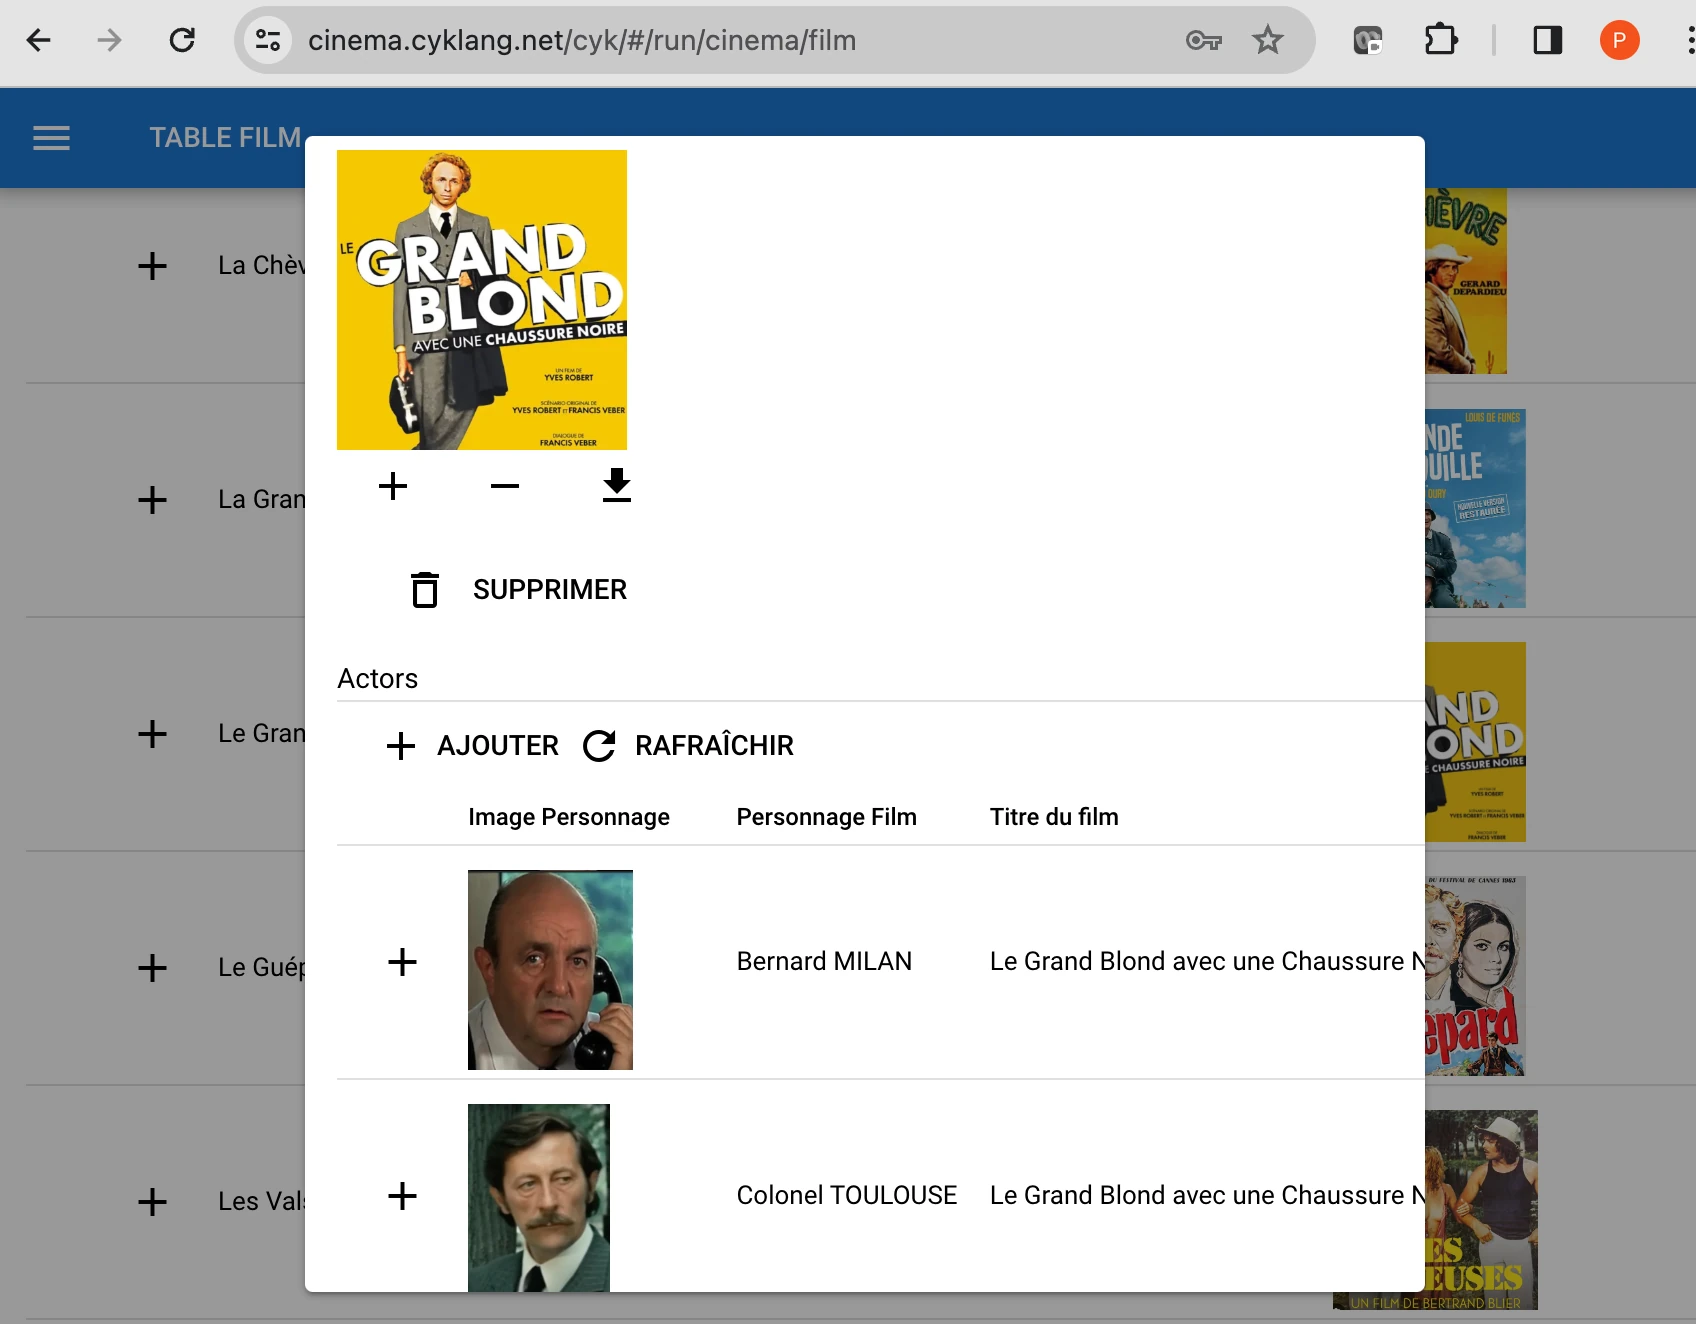 cinema.cyklang.net/cyk/#/run/cinema/film
P
TABLE FILM
LE
GRAND
BLOND
AVEC UNE CHAUSSURE NOIRE
UN FILM DE
YVES ROBERT
SCÉNARIO ORIGINAL DE
YVES ROBERT ET FRANCIS VEBER
DIALOGUE DE
FRANCIS VEBER
SUPPRIMER
Actors
AJOUTER
RAFRAÎCHIR
Image Personnage
Personnage Film
Titre du film
Bernard MILAN
Le Grand Blond avec une Chaussure N
Colonel TOULOUSE
Le Grand Blond avec une Chaussure N
La Chèv
HÈVRE
GERARD
DEPARDIEU
La Gran
LOUIS DE FUNES
NDE
UILLE
OURY
NOUVELLE VERSION
RESTAURÉE
Le Gran
AND
OND
CHAUSSURE NOIRE
YVES ROBERT
YVES ROBERT ET FRANCIS VEBER
FRANCIS VEBER
Le Guép
DU FESTIVAL DE CANNES 1963
épard
Les Vals
ES
EUSES
UN FILM DE BERTRAND BLIER